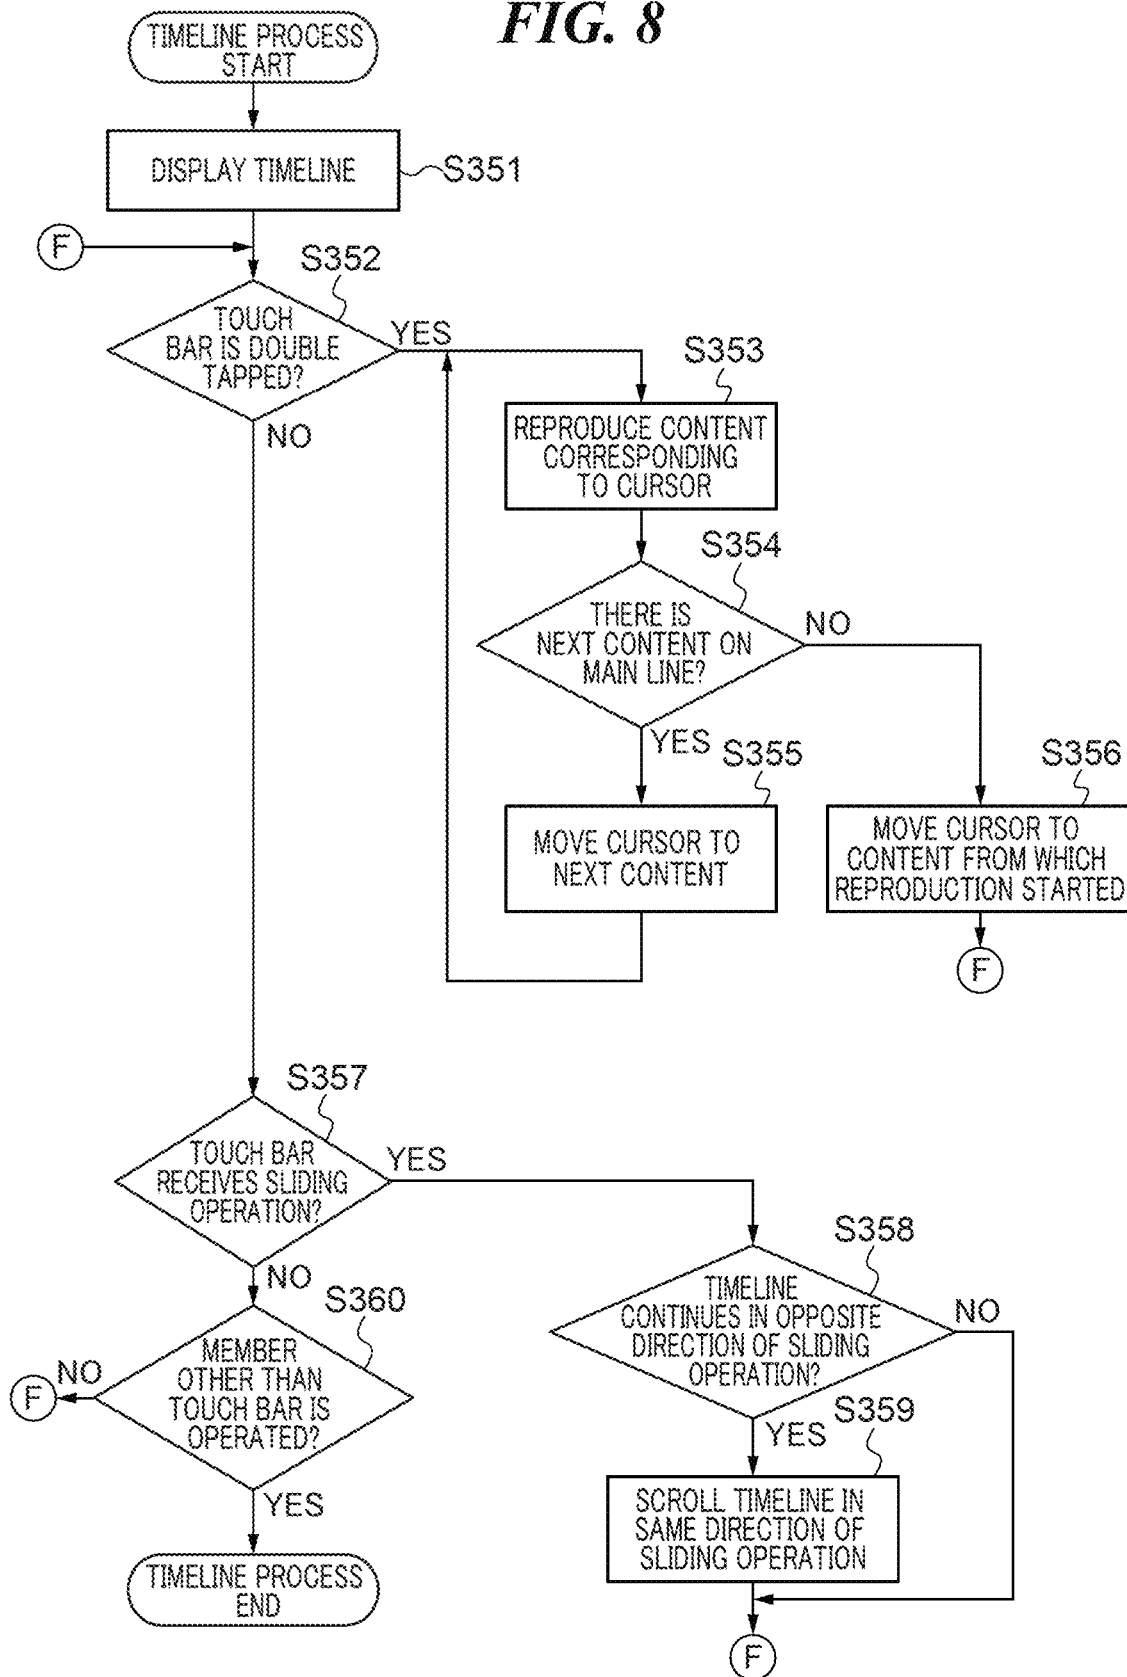 FIG. 8
TIMELINE PROCESS
START
DISPLAY TIMELINE
S351
F
S352
TOUCH
BAR IS DOUBLE
TAPPED?
YES
NO
S353
REPRODUCE CONTENT
CORRESPONDING
TO CURSOR
S354
THERE IS
NEXT CONTENT ON
MAIN LINE?
NO
YES
S355
MOVE CURSOR TO
NEXT CONTENT
S356
MOVE CURSOR TO
CONTENT FROM WHICH
REPRODUCTION STARTED
F
S357
TOUCH BAR
RECEIVES SLIDING
OPERATION?
YES
NO
S358
TIMELINE
CONTINUES IN OPPOSITE
DIRECTION OF SLIDING
OPERATION?
NO
YES
S359
SCROLL TIMELINE IN
SAME DIRECTION OF
SLIDING OPERATION
F
S360
MEMBER
OTHER THAN
TOUCH BAR IS
OPERATED?
NO
F
YES
TIMELINE PROCESS
END